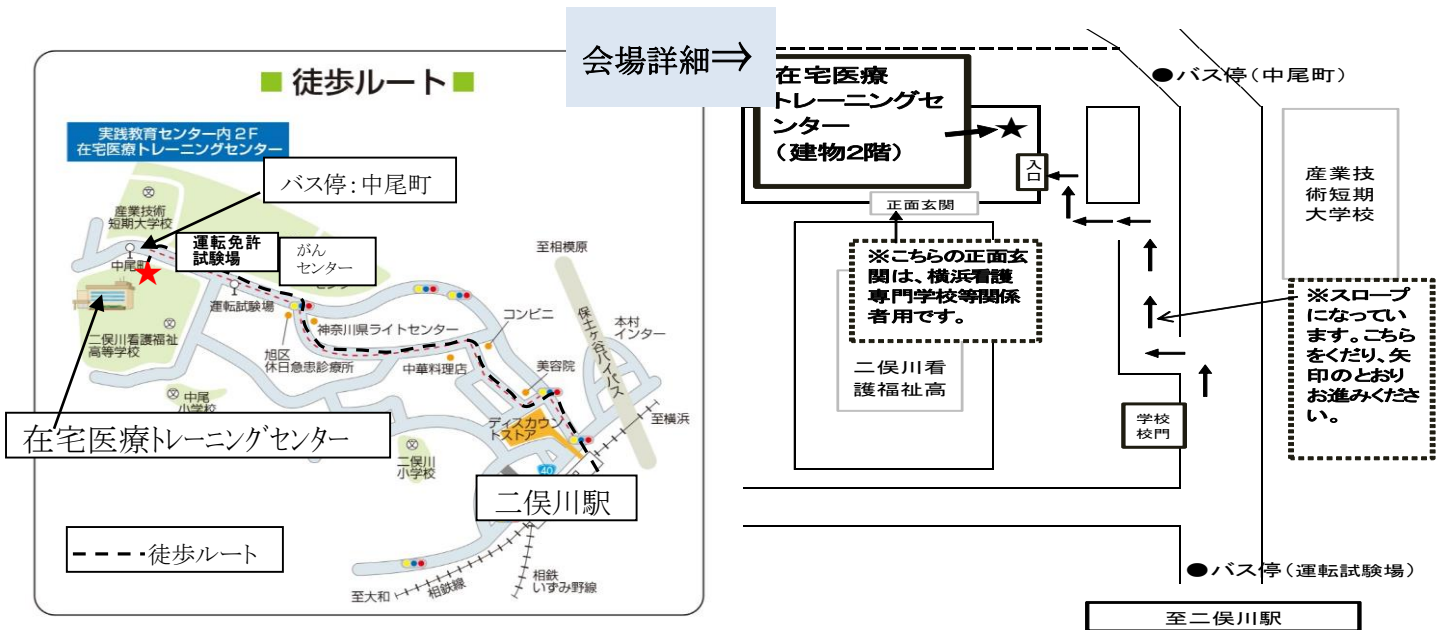 会場詳細⇒
■ 徒歩ルート ■
実践教育センター内 2F
在宅医療トレーニングセンター
バス停：中尾町
産業技術
短期大学校
運転免許
試験場
がん
センター
至相模原
中尾町
運転試験場
コンビニ
神奈川県ライトセンター
保土ヶ谷バイパス
本村
インター
二俣川看護福祉
高等学校
旭区
休日急患診療所
中華料理店
美容院
中尾
小学校
至横浜
ディスカウン
トストア
在宅医療トレーニングセンター
二俣川
小学校
40
二俣川駅
徒歩ルート
至大和
相鉄線
相鉄
いずみ野線
在宅医療
トレーニングセ
ンター
（建物2階）
★
●バス停（中尾町）
入口
産業技
術短期
大学校
正面玄関
※こちらの正面玄
関は、横浜看護
専門学校等関係
者用です。
※スロープ
になってい
ます。こちら
をくだり、矢
印のとおり
お進みくださ
い。
二俣川看
護福祉高
学校
校門
●バス停（運転試験場）
至二俣川駅